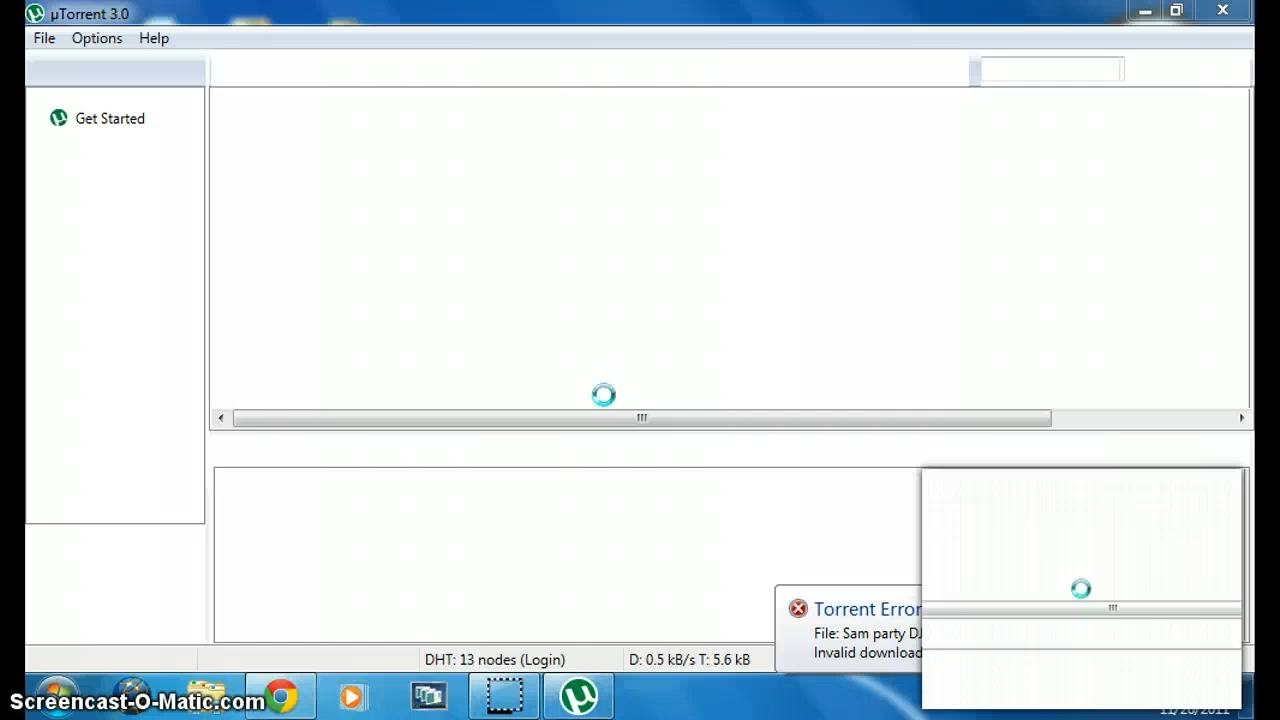 µTorrent 3.0
File Options Help
Get Started
Torrent Error
File: Sam party
Invalid download
DHT: 13 nodes (Login) D: 0.5 kB/s T: 5.6 kB
Screencast-O-Matic.com